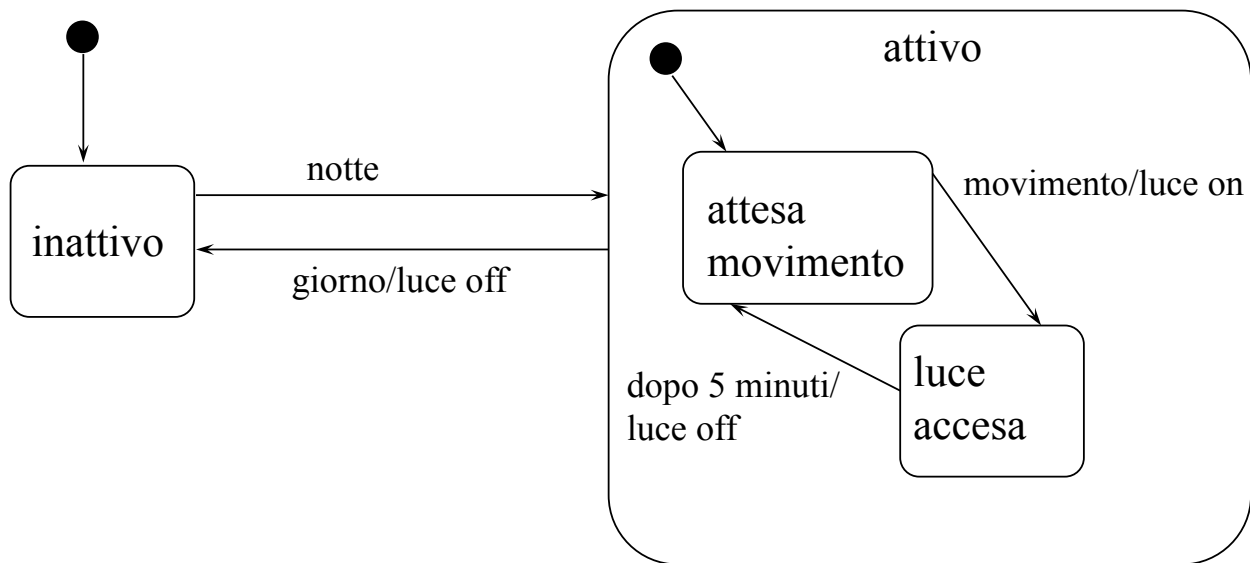 attivo
notte
movimento/luce on
attesa
movimento
inattivo
giorno/luce off
luce
accesa
dopo 5 minuti/
luce off